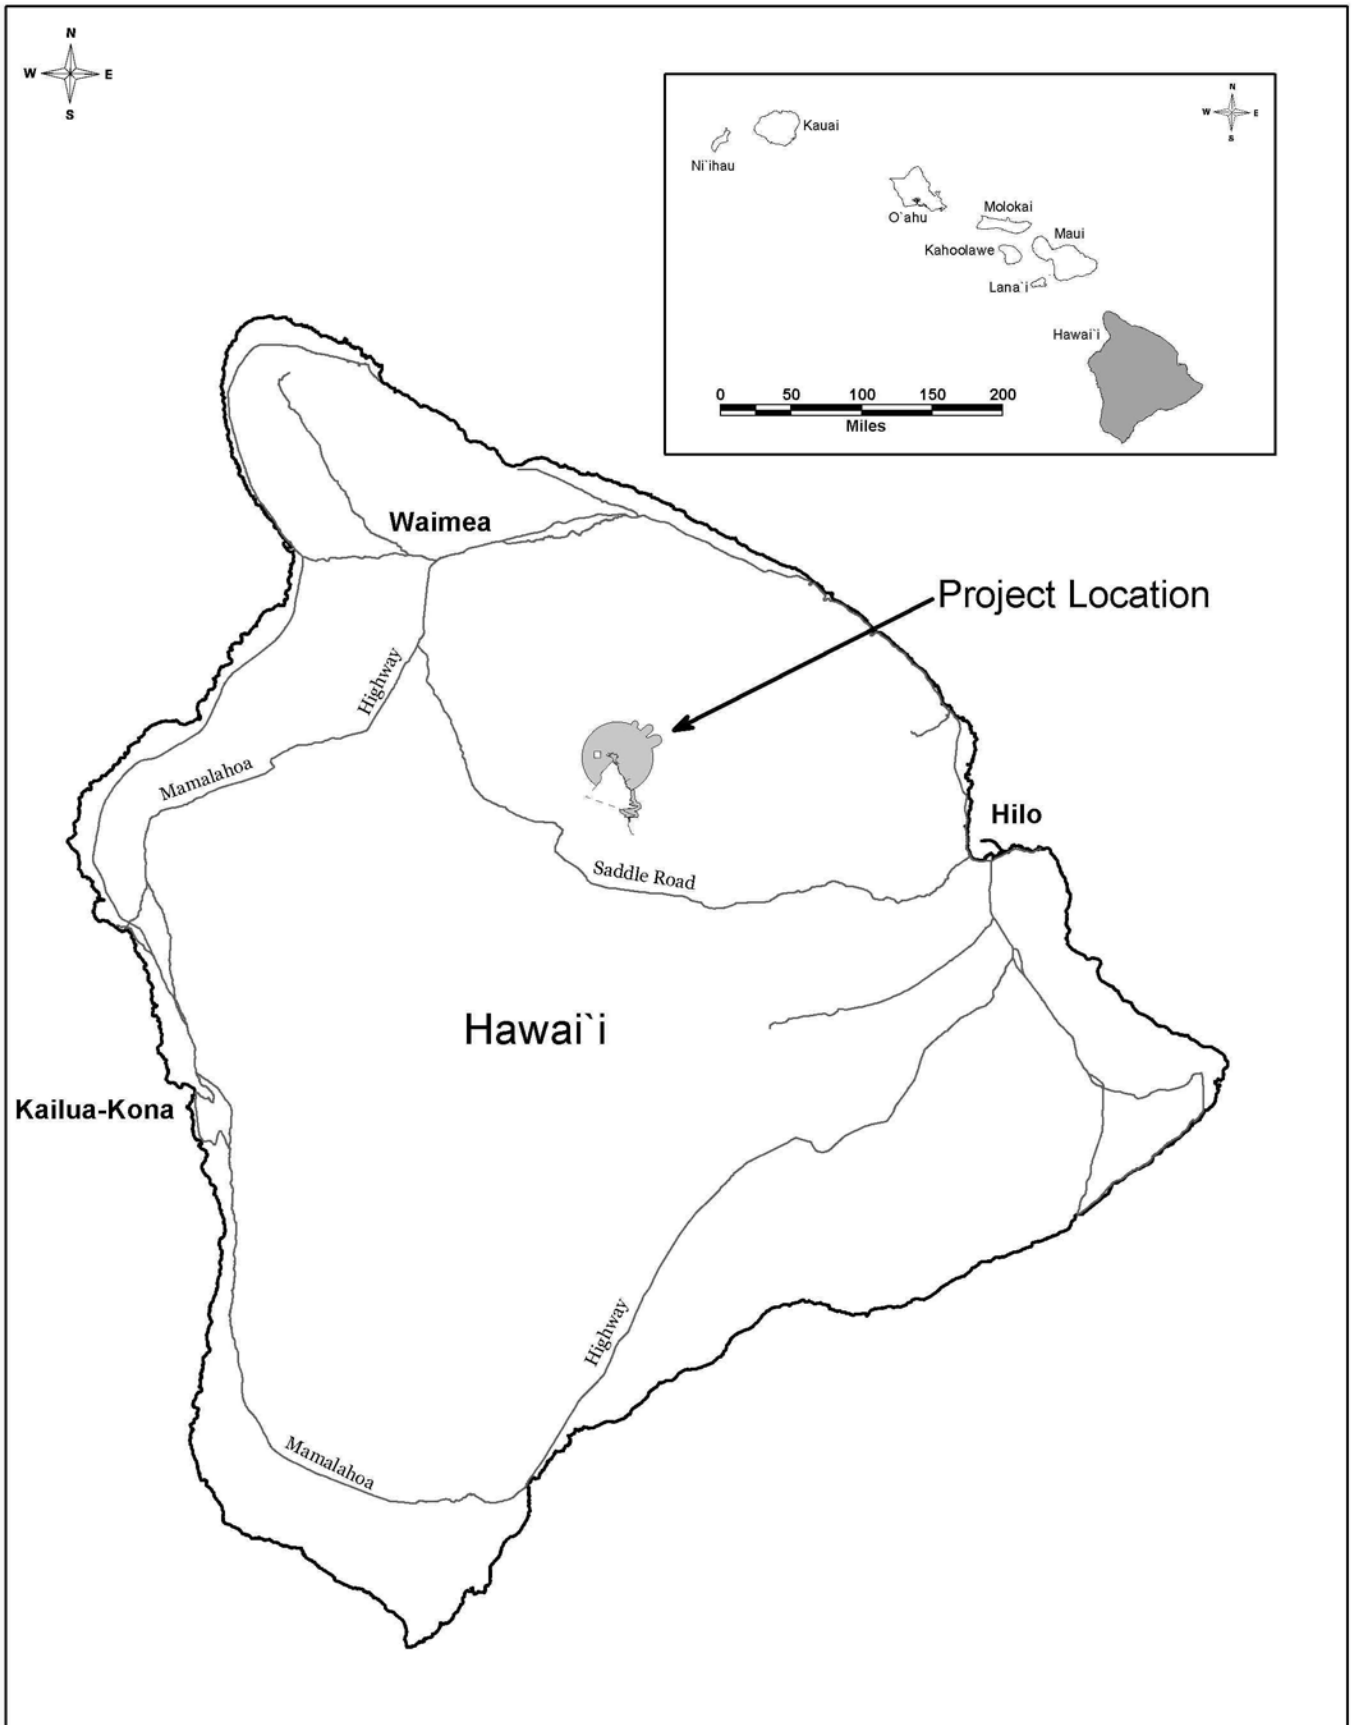 N
W E
S
N
W E
S
Kauai
Ni`ihau
O`ahu
Molokai
Maui
Kahoolawe
Lana`i
Hawai`i
0 50 100 150 200
Miles
Waimea
Project Location
Highway
Mamalahoa
Hilo
Saddle Road
Hawai`i
Kailua-Kona
Highway
Mamalahoa